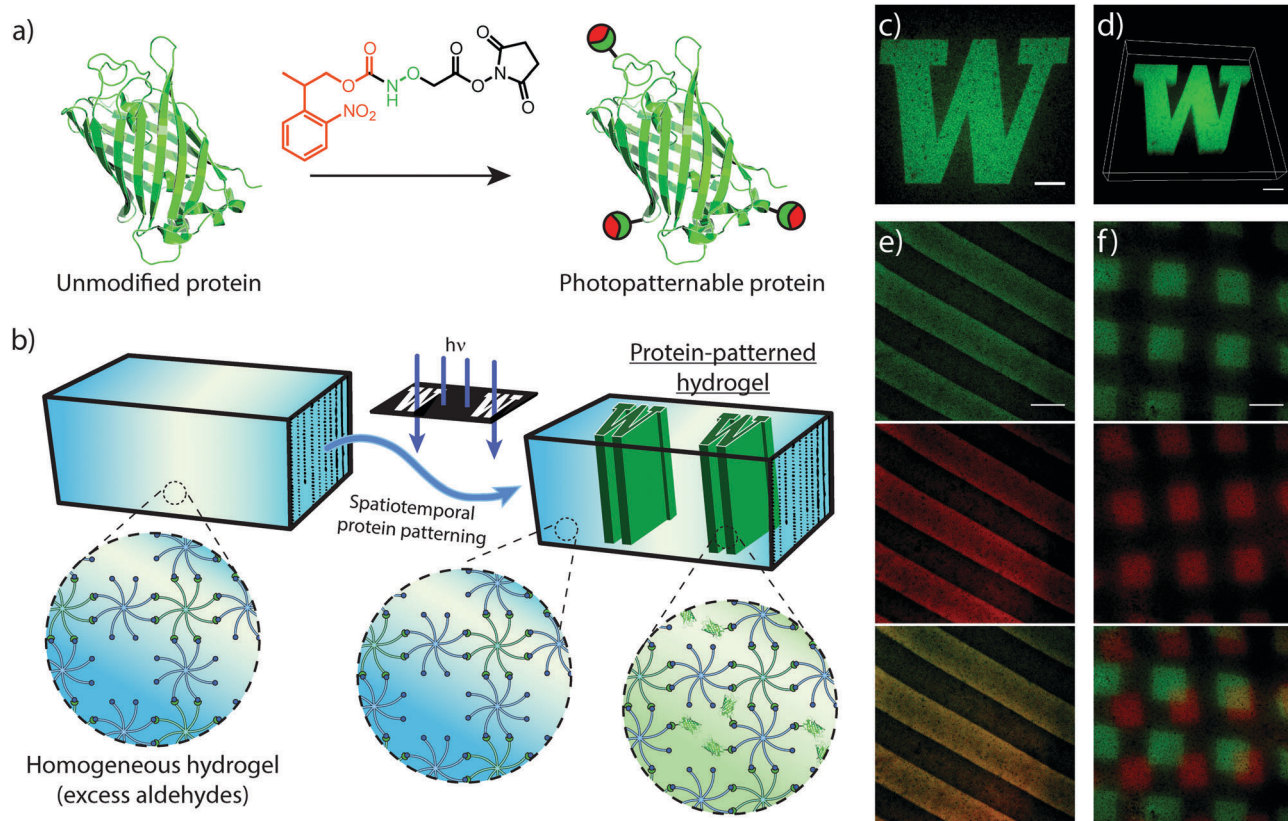 a)
O
O
N
H
O
O
O
N
O
O
NO2
Unmodified protein
Photopatternable protein
b)
hν
W W
Spatiotemporal
protein patterning
Protein-patterned
hydrogel
W W
Homogeneous hydrogel
(excess aldehydes)
c)
W
d)
W
e)
f)